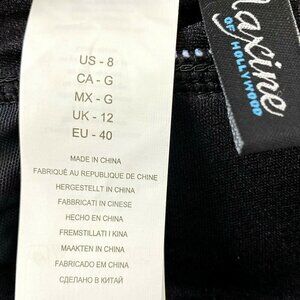 US - 8
CA - G
MX - G
UK - 12
EU - 40
MADE IN CHINA
FABRIQUÉ AU REPUBLIQUE DE CHINE
HERGESTELLT IN CHINA
FABBRICATI IN CINESE
HECHO EN CHINA
FREMSTILLATI I KINA
MAAKTEN IN CHINA
FABRICADO EM CHINA
СДЕЛАНО В КИТАЙ
Maxine
OF HOLLYWOOD